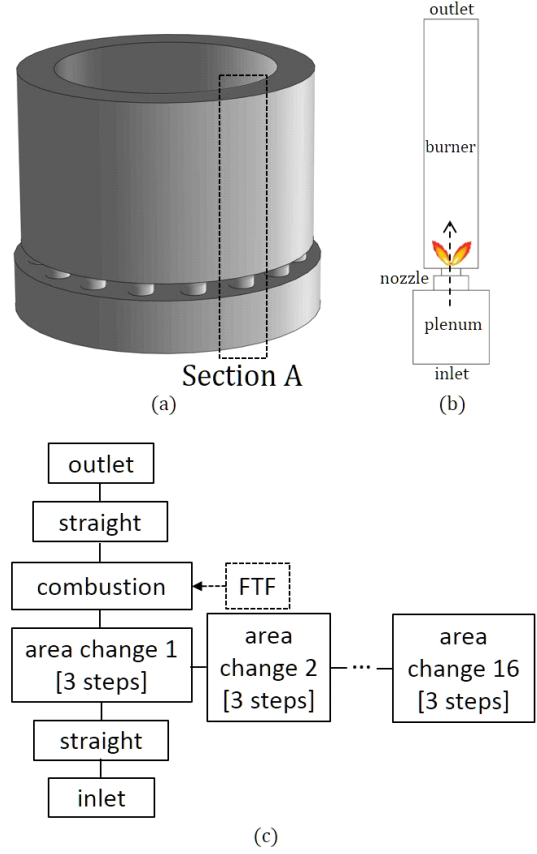 outlet
burner
nozzle
plenum
inlet
Section A
(a)
(b)
outlet
straight
combustion
FTF
area change 1
[3 steps]
area
change 2
[3 steps]
...
area
change 16
[3 steps]
straight
inlet
(c)